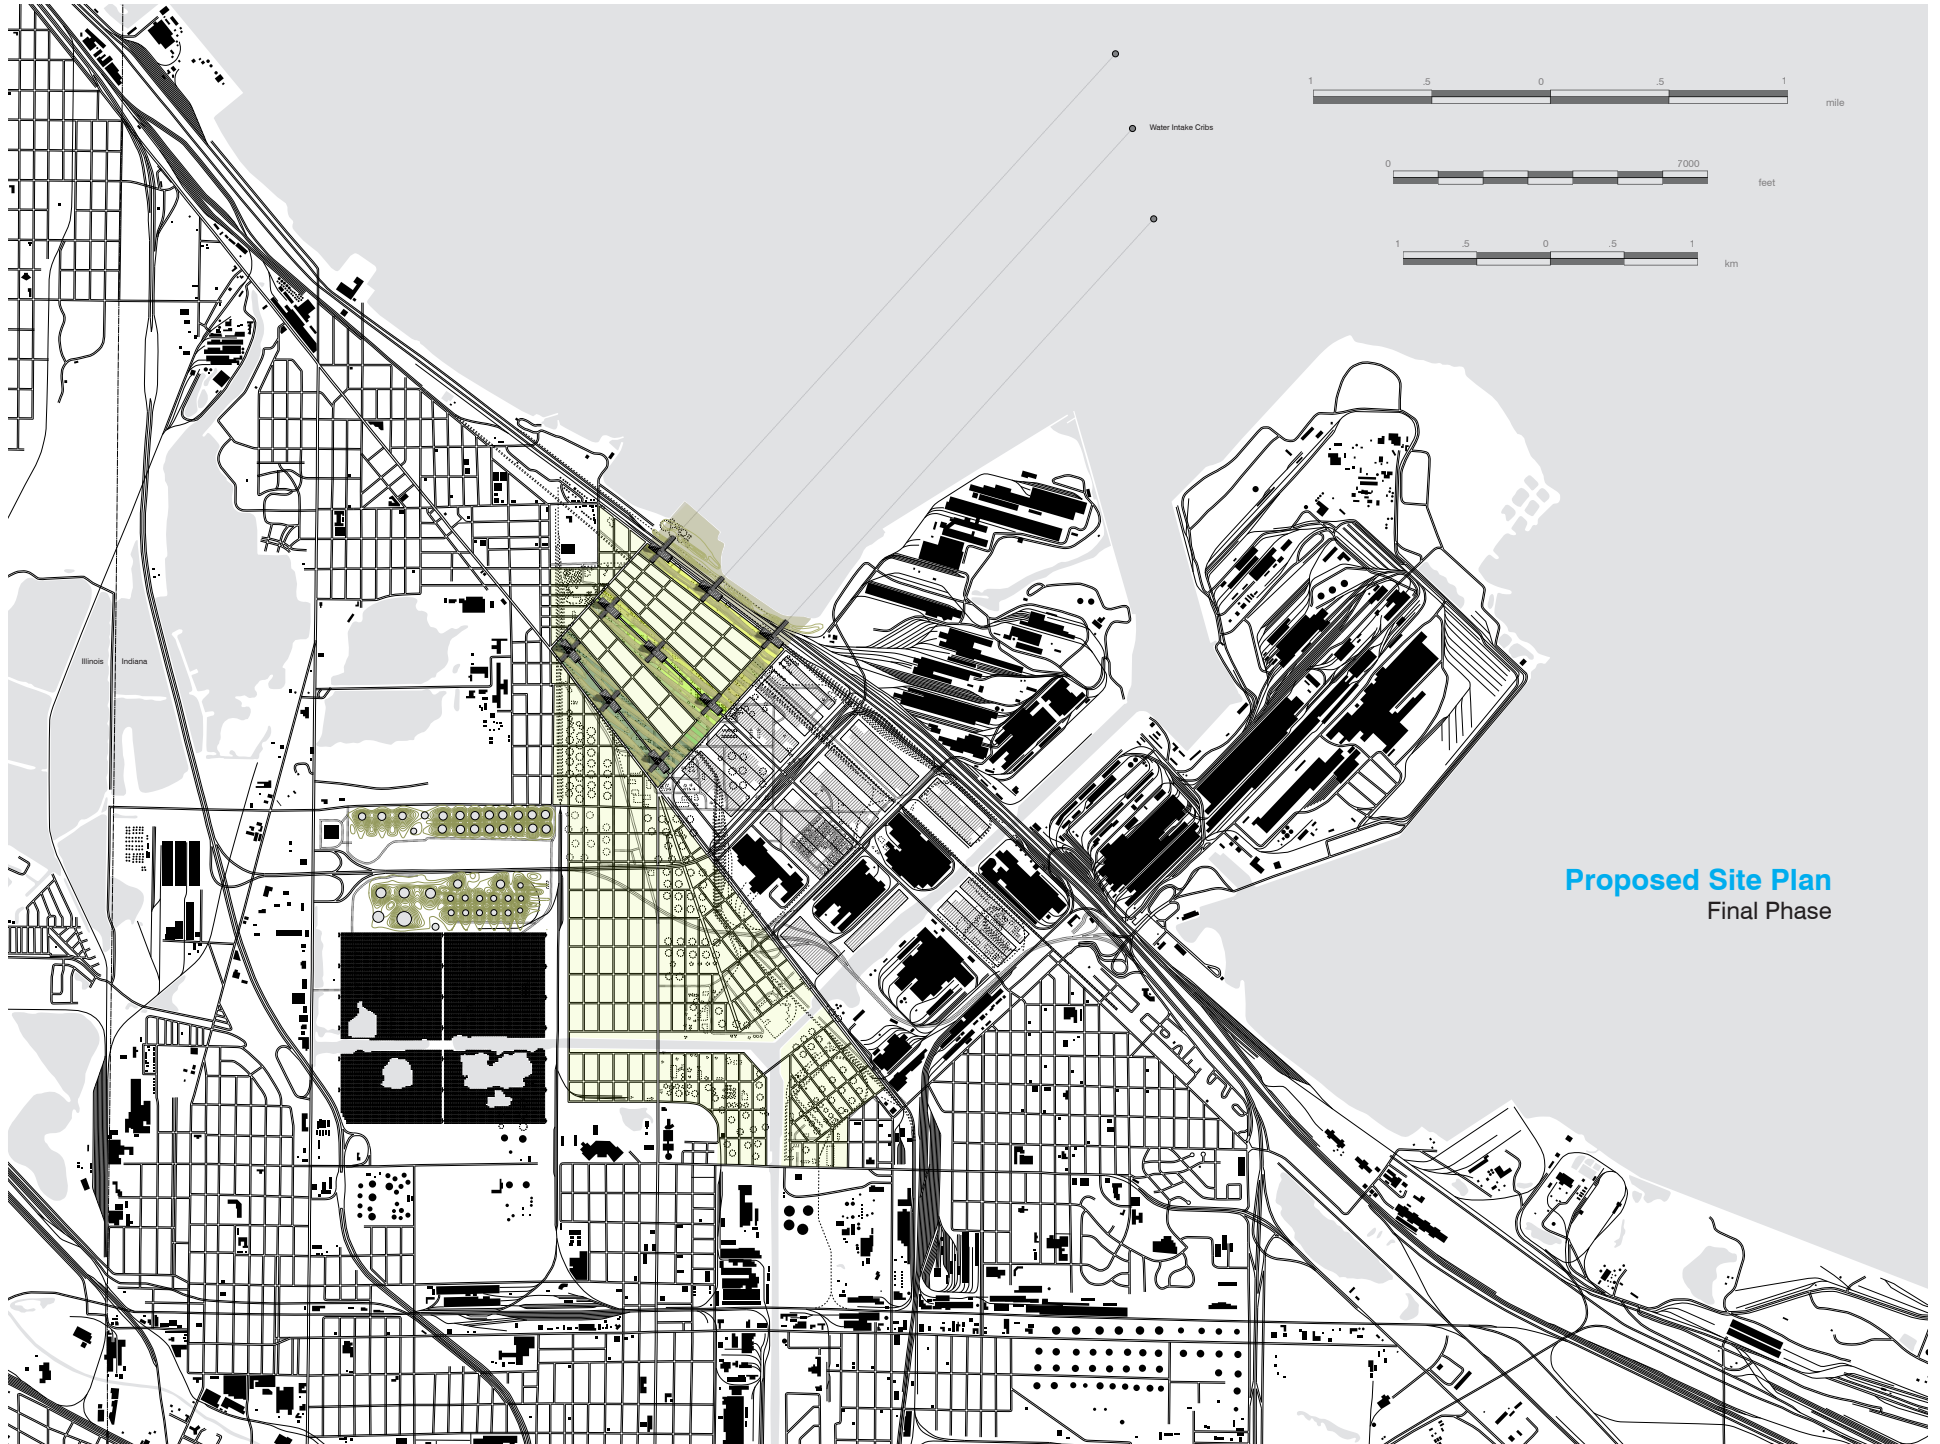 1 .5 0 .5 1
mile
Water Intake Cribs
0 7000
feet
1 .5 0 .5 1
km
Illinois Indiana
Proposed Site Plan
Final Phase